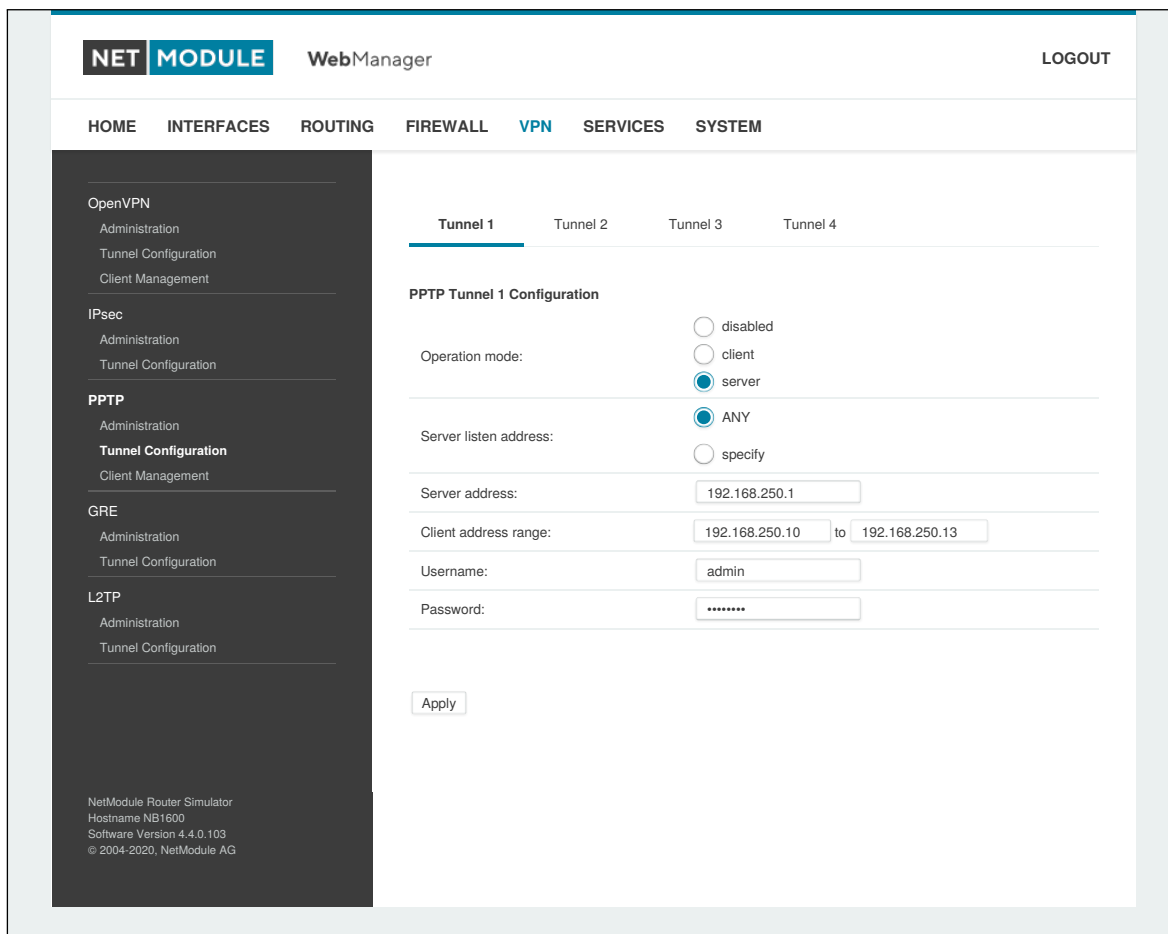 NET MODULE WebManager LOGOUT
HOME INTERFACES ROUTING FIREWALL VPN SERVICES SYSTEM
OpenVPN
Administration
Tunnel Configuration
Client Management
IPsec
Administration
Tunnel Configuration
PPTP
Administration
Tunnel Configuration
Client Management
GRE
Administration
Tunnel Configuration
L2TP
Administration
Tunnel Configuration
NetModule Router Simulator
Hostname NB1600
Software Version 4.4.0.103
© 2004-2020, NetModule AG
Tunnel 1 Tunnel 2 Tunnel 3 Tunnel 4
PPTP Tunnel 1 Configuration
Operation mode:
disabled
client
server
Server listen address:
ANY
specify
Server address: 192.168.250.1
Client address range: 192.168.250.10 to 192.168.250.13
Username: admin
Password: ••••••••
Apply